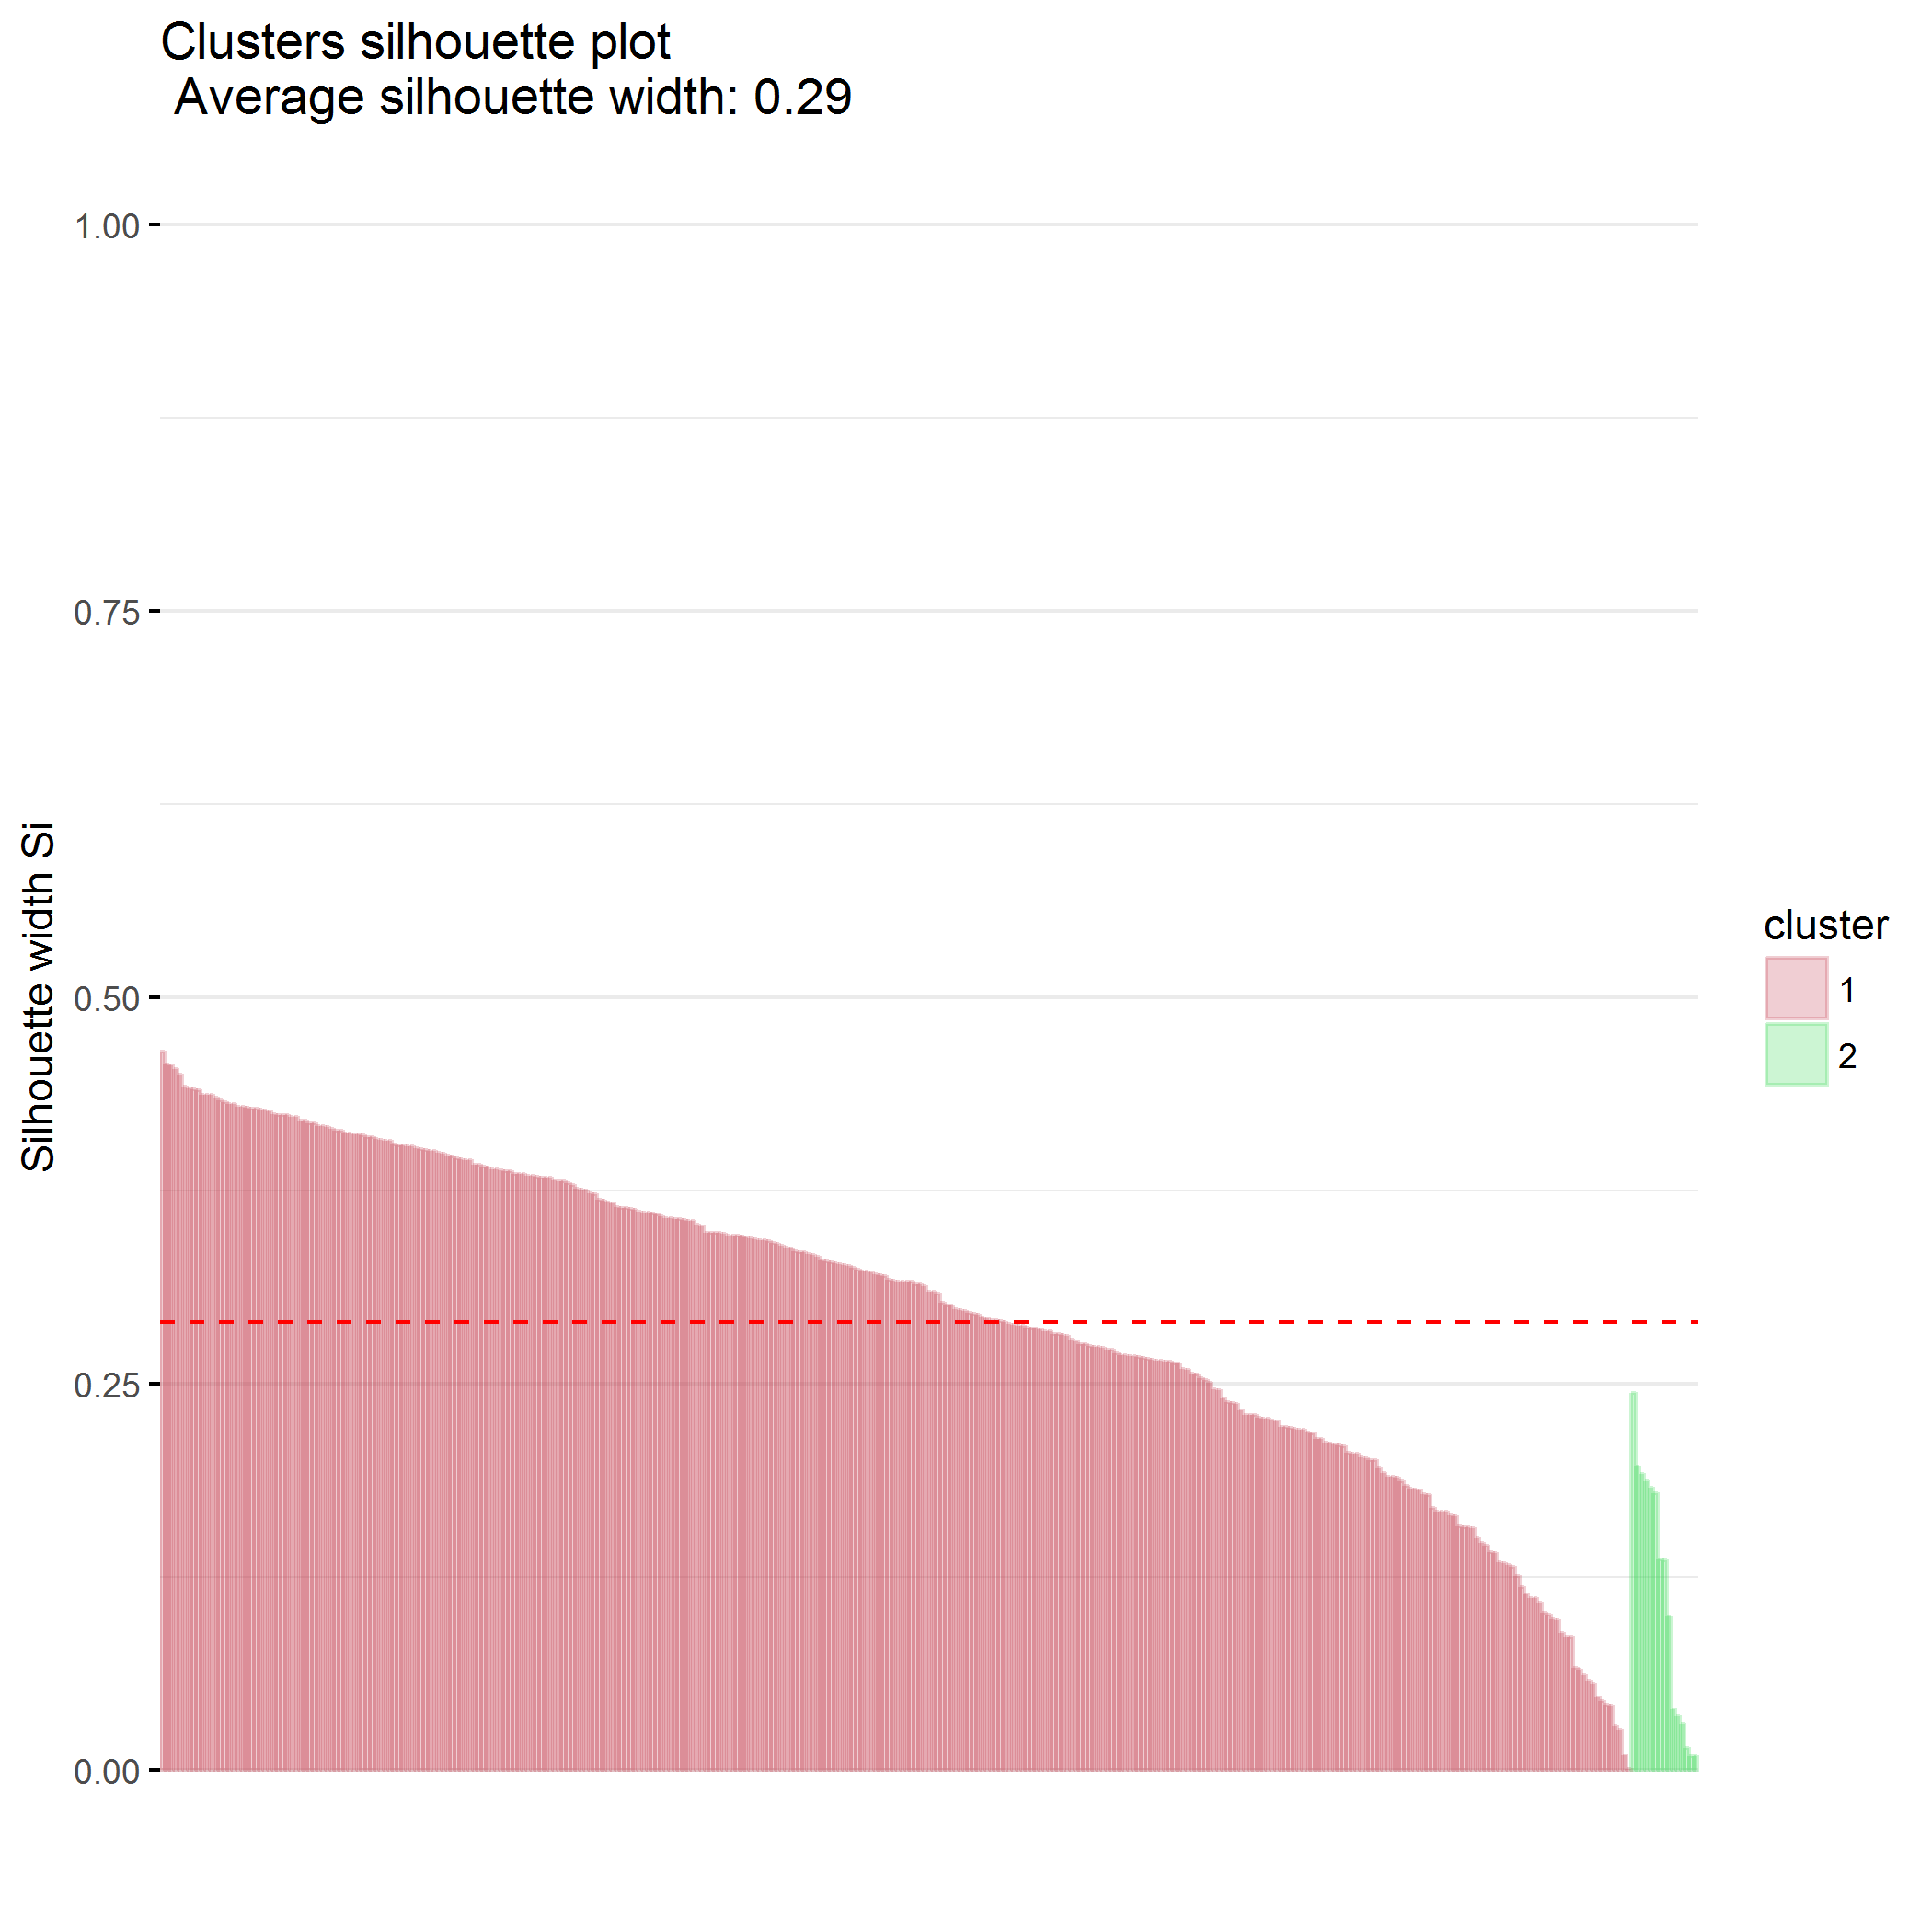 Clusters silhouette plot
Average silhouette width: 0.29
1.00
0.75
0.50
0.25
0.00
Silhouette width Si
cluster
1
2